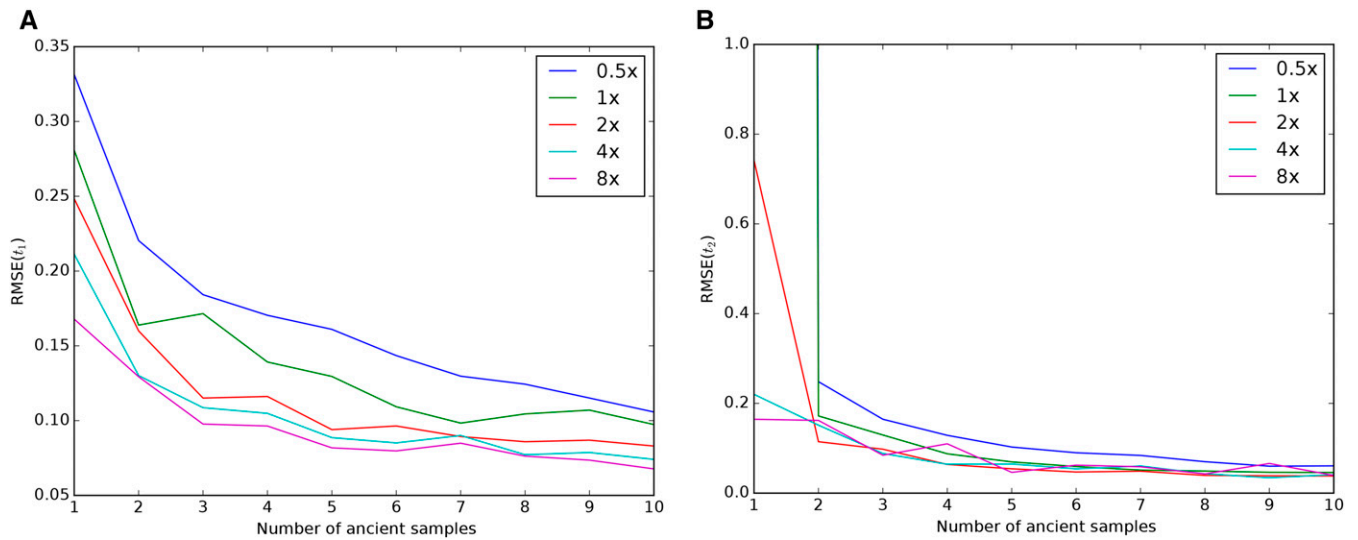 A
0.35
0.30
0.25
0.20
0.15
0.10
0.05
RMSE(t₁)
1 2 3 4 5 6 7 8 9 10
Number of ancient samples
0.5x
1x
2x
4x
8x
B
1.0
0.8
0.6
0.4
0.2
0.0
RMSE(t₂)
1 2 3 4 5 6 7 8 9 10
Number of ancient samples
0.5x
1x
2x
4x
8x